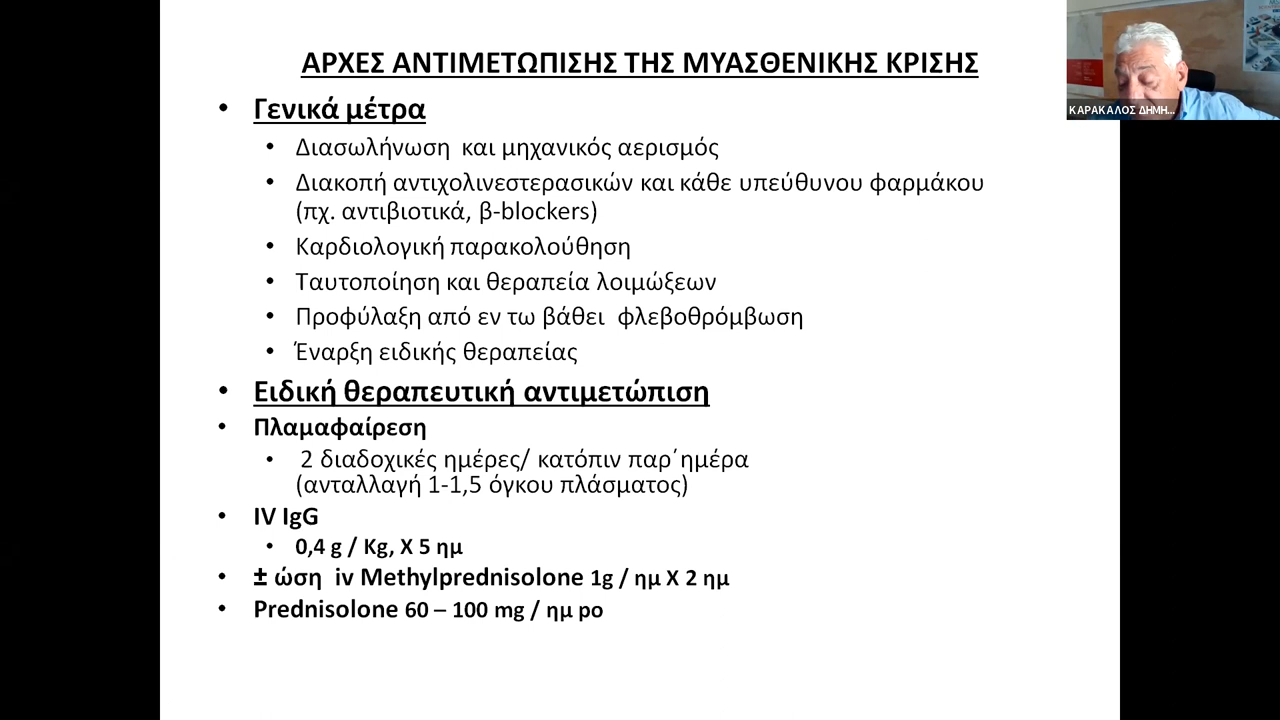 ΑΡΧΕΣ ΑΝΤΙΜΕΤΩΠΙΣΗΣ ΤΗΣ ΜΥΑΣΘΕΝΙΚΗΣ ΚΡΙΣΗΣ
ΚΑΡΑΚΑΛΟΣ ΔΗΜΗ...
• Γενικά μέτρα
• Διασωλήνωση και μηχανικός αερισμός
• Διακοπή αντιχολινεστερασικών και κάθε υπεύθυνου φαρμάκου
(πχ. αντιβιοτικά, β-blockers)
• Καρδιολογική παρακολούθηση
• Ταυτοποίηση και θεραπεία λοιμώξεων
• Προφύλαξη από εν τω βάθει φλεβοθρόμβωση
• Έναρξη ειδικής θεραπείας
• Ειδική θεραπευτική αντιμετώπιση
• Πλαμαφαίρεση
• 2 διαδοχικές ημέρες/ κατόπιν παρ΄ημέρα
(ανταλλαγή 1-1,5 όγκου πλάσματος)
• IV IgG
• 0,4 g / Kg, X 5 ημ
• ± ώση iv Methylprednisolone 1g / ημ X 2 ημ
• Prednisolone 60 – 100 mg / ημ po